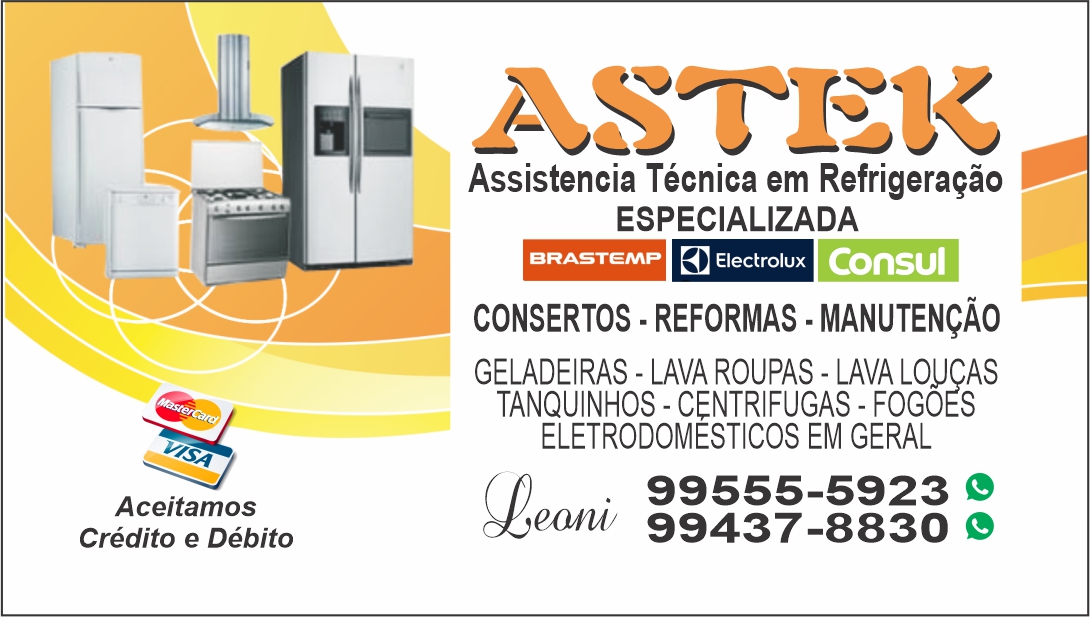 ASTEK
Assistencia Técnica em Refrigeração
ESPECIALIZADA
BRASTEMP Electrolux Consul
CONSERTOS - REFORMAS - MANUTENÇÃO
GELADEIRAS - LAVA ROUPAS - LAVA LOUÇAS
TANQUINHOS - CENTRIFUGAS - FOGÕES
ELETRODOMÉSTICOS EM GERAL
Leoni
99555-5923
99437-8830
MasterCard
VISA
Aceitamos
Crédito e Débito